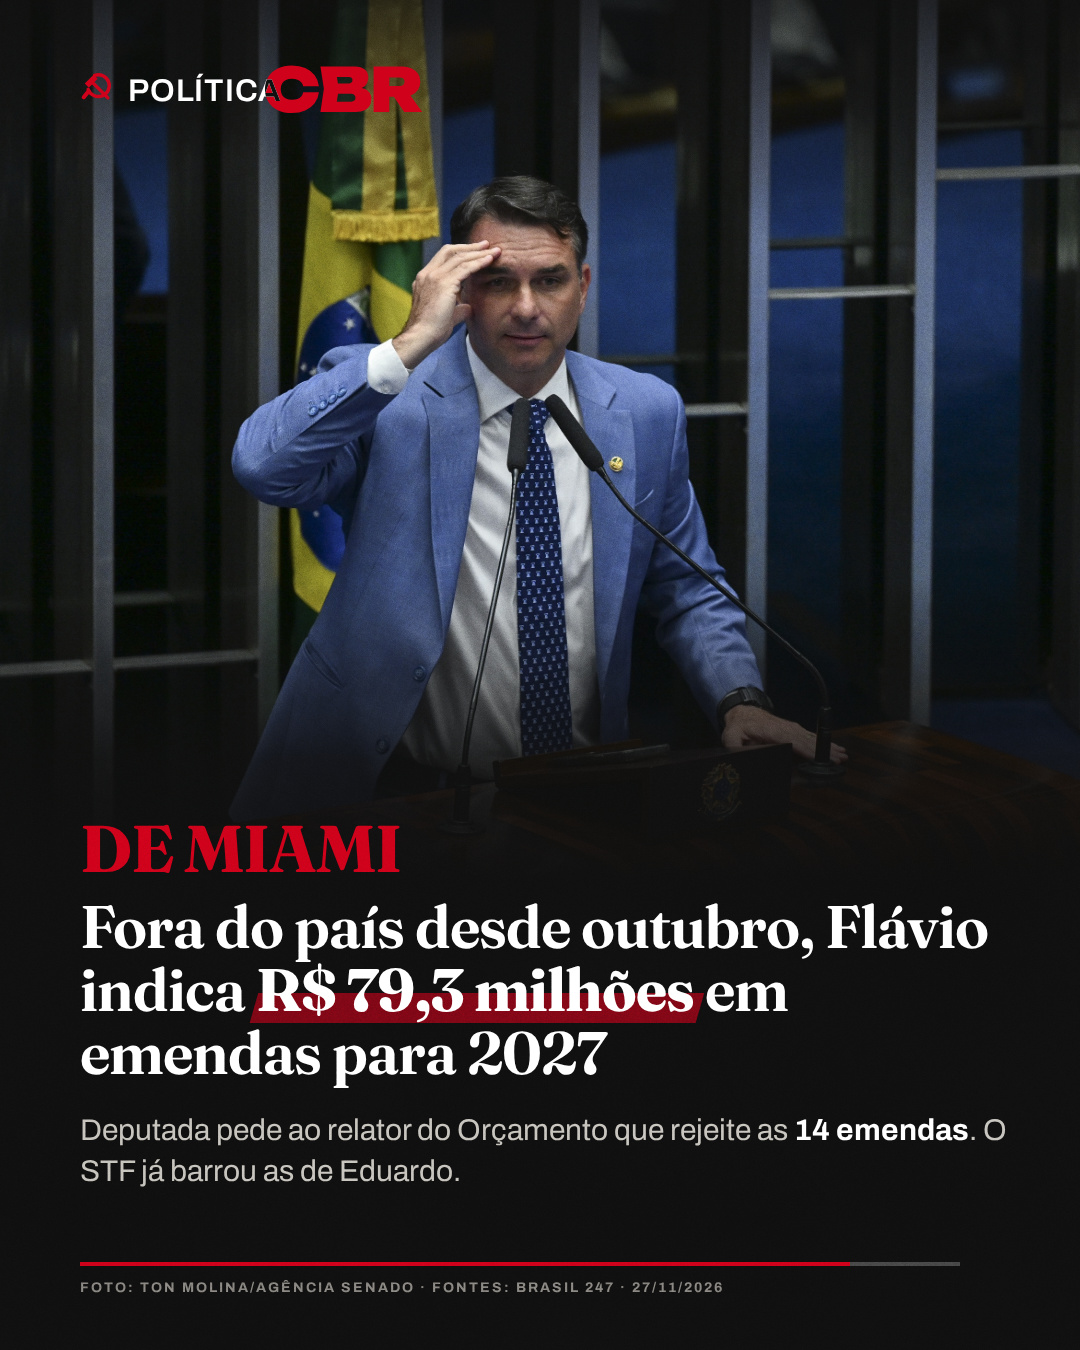 POLÍTICA CBR
DE MIAMI
Fora do país desde outubro, Flávio
indica R$ 79,3 milhões em
emendas para 2027
Deputada pede ao relator do Orçamento que rejeite as 14 emendas. O
STF já barrou as de Eduardo.
FOTO: TON MOLINA/AGÊNCIA SENADO · FONTES: BRASIL 247 · 27/11/2026